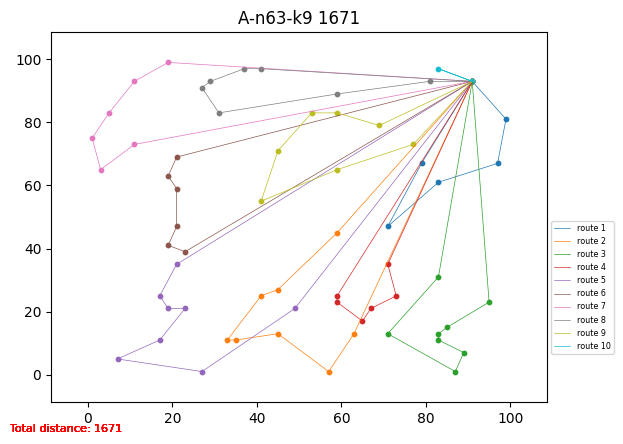 A-n63-k9 1671
100
80
60
40
20
0
0 20 40 60 80 100
route 1
route 2
route 3
route 4
route 5
route 6
route 7
route 8
route 9
route 10
Total distance: 1671